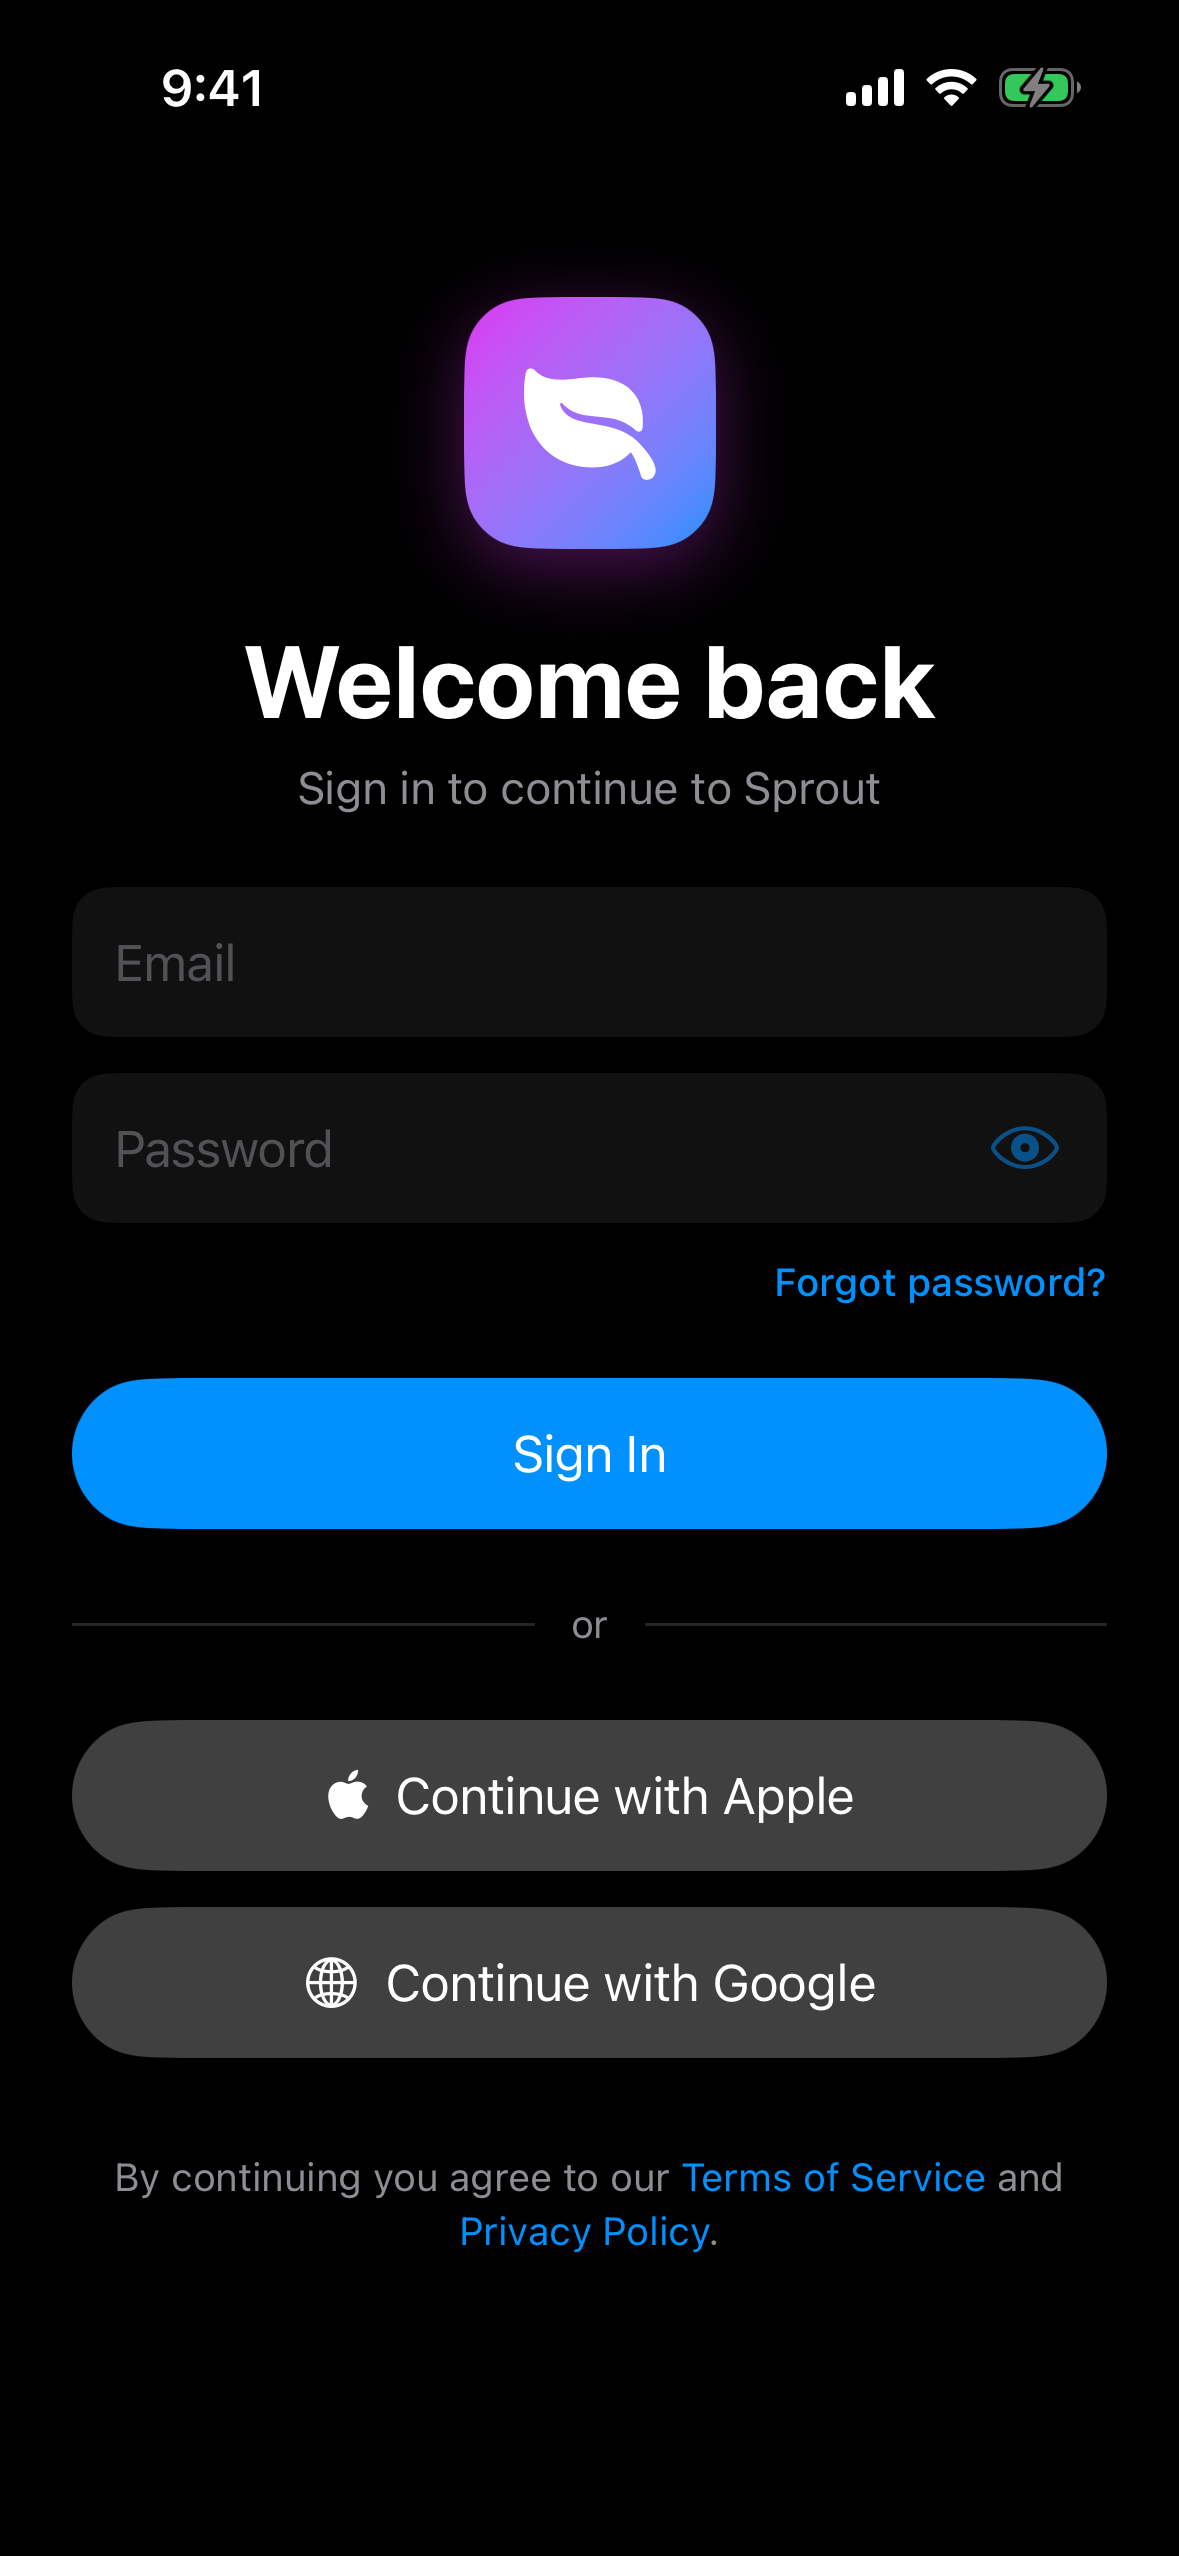 9:41
Welcome back
Sign in to continue to Sprout
Email
Password
Forgot password?
Sign In
or
Continue with Apple
Continue with Google
By continuing you agree to our Terms of Service and
Privacy Policy.